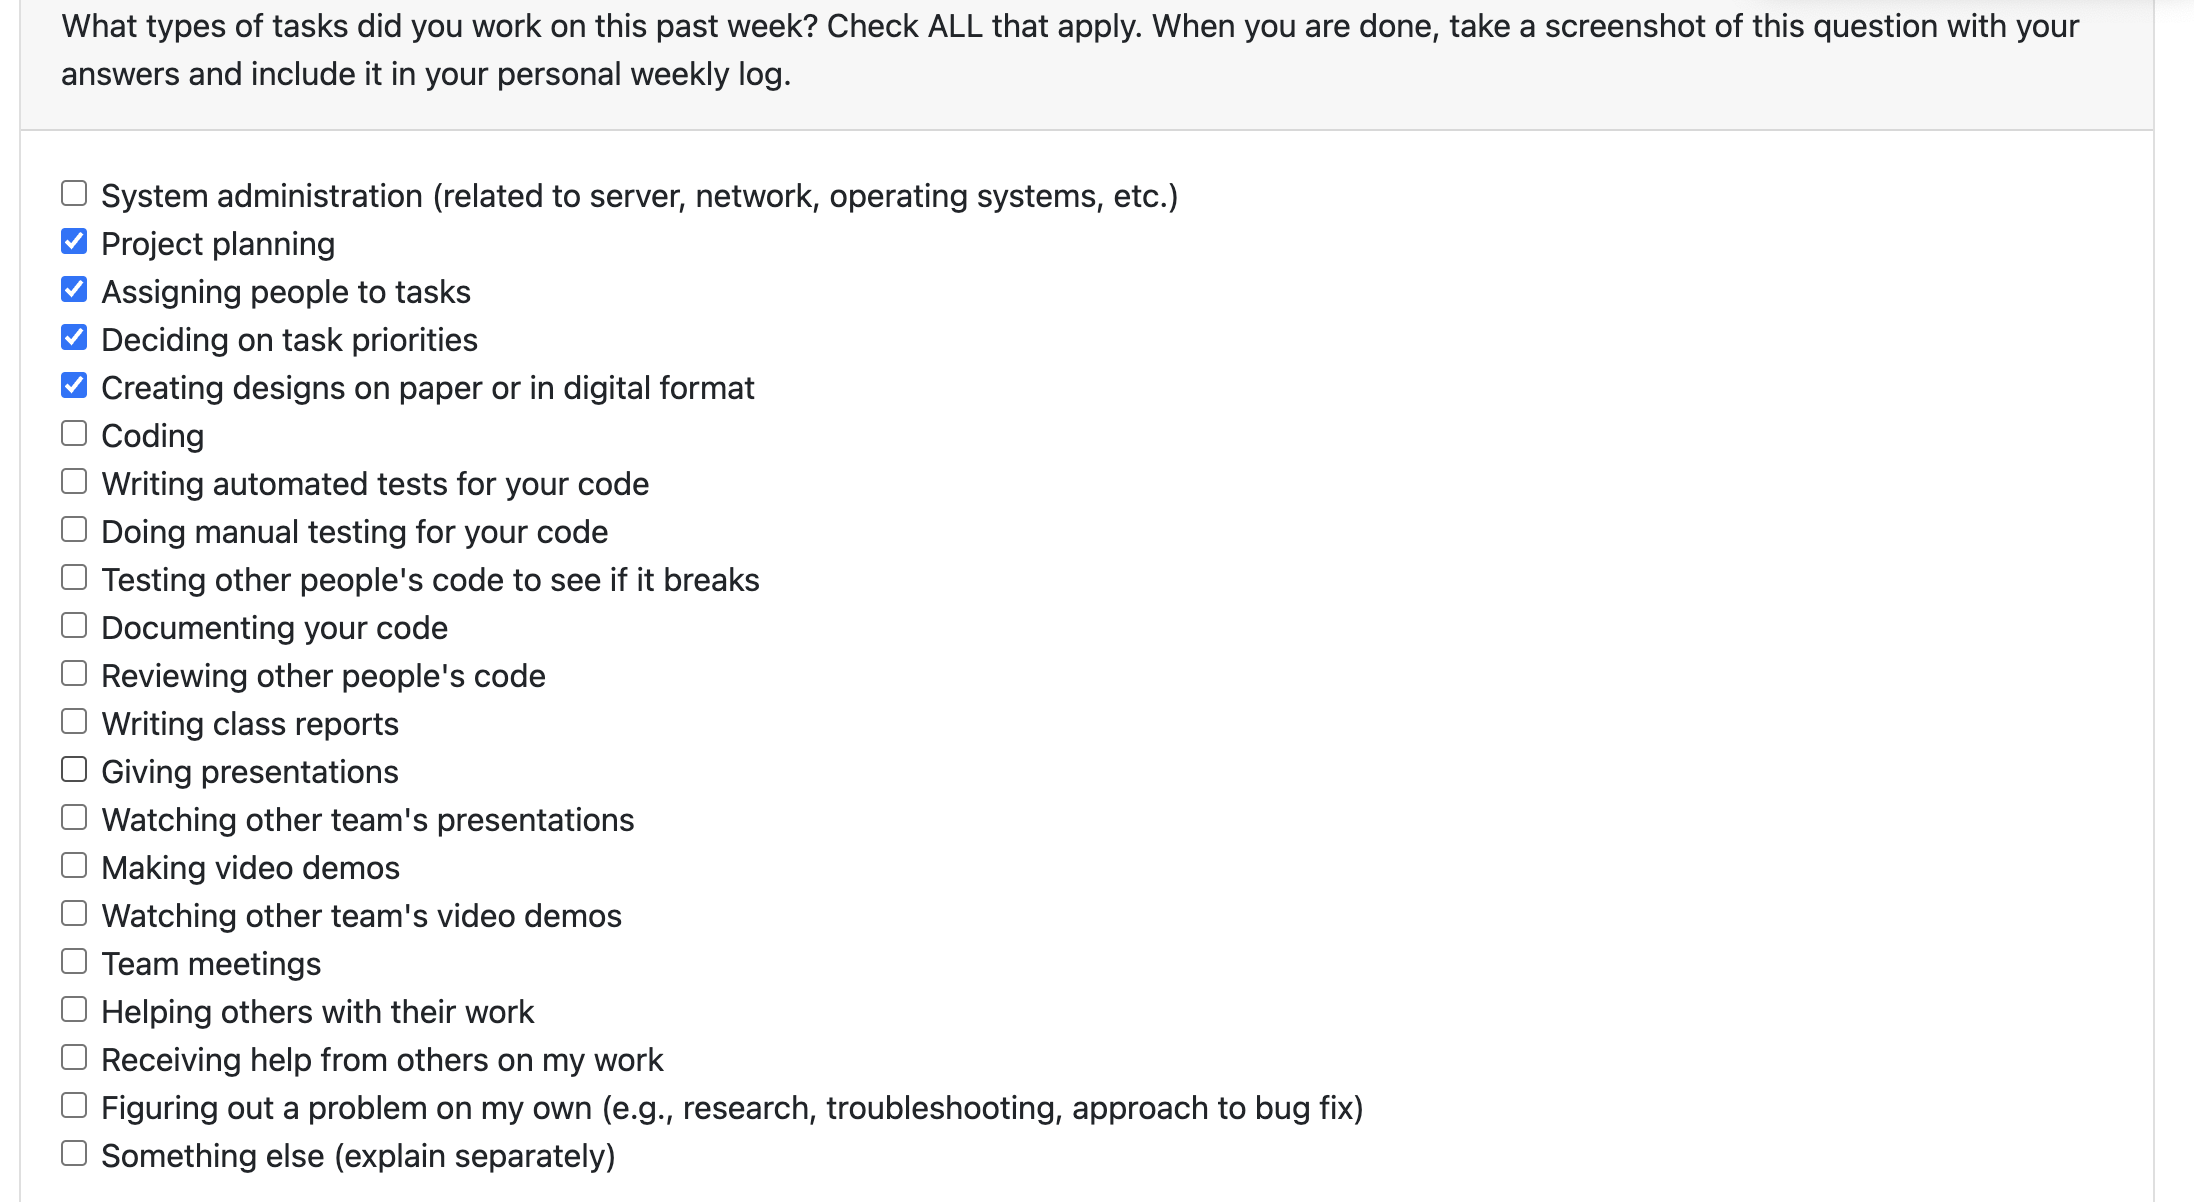 What types of tasks did you work on this past week? Check ALL that apply. When you are done, take a screenshot of this question with your
answers and include it in your personal weekly log.
System administration (related to server, network, operating systems, etc.)
Project planning
Assigning people to tasks
Deciding on task priorities
Creating designs on paper or in digital format
Coding
Writing automated tests for your code
Doing manual testing for your code
Testing other people's code to see if it breaks
Documenting your code
Reviewing other people's code
Writing class reports
Giving presentations
Watching other team's presentations
Making video demos
Watching other team's video demos
Team meetings
Helping others with their work
Receiving help from others on my work
Figuring out a problem on my own (e.g., research, troubleshooting, approach to bug fix)
Something else (explain separately)